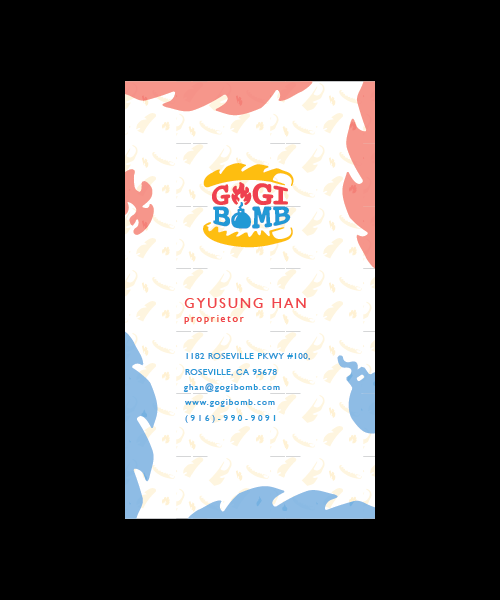 GOGI
BOMB
GYUSUNG HAN
proprietor
1182 ROSEVILLE PKWY #100,
ROSEVILLE, CA 95678
ghan@gogibomb.com
www.gogibomb.com
(916)-990-9091